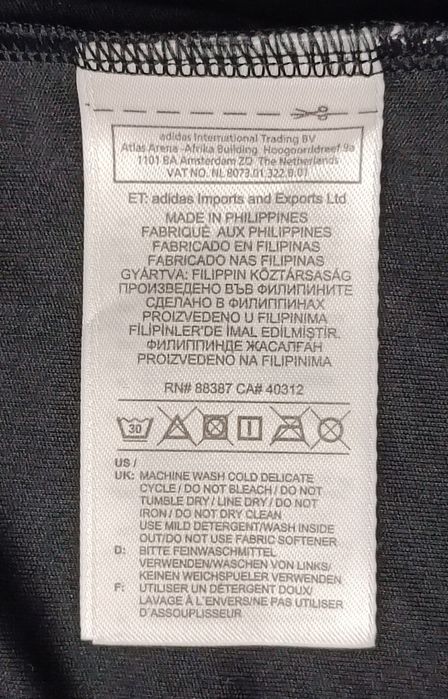 adidas International Trading BV
Atlas Arena -Afrika Building Hoogoorddreef 9a
1101 BA Amsterdam ZO The Netherlands
VAT NO. NL 8073.01.322.B.01
ET: adidas Imports and Exports Ltd
MADE IN PHILIPPINES
FABRIQUÉ AUX PHILIPPINES
FABRICADO EN FILIPINAS
FABRICADO NAS FILIPINAS
GYÁRTVA: FILIPPIN KÖZTÁRSASÁG
ПРОИЗВЕДЕНО ВЪВ ФИЛИПИНИТЕ
СДЕЛАНО В ФИЛИППИНАХ
PROIZVEDENO U FILIPINIMA
FİLİPİNLER'DE İMAL EDİLMİŞTİR
ФИЛИППИНДЕ ЖАСАЛҒАН
PROIZVEDENO NA FILIPINIMA
RN# 88387 CA# 40312
30
US /
UK: MACHINE WASH COLD DELICATE
CYCLE / DO NOT BLEACH / DO NOT
TUMBLE DRY / LINE DRY / DO NOT
IRON / DO NOT DRY CLEAN
USE MILD DETERGENT/WASH INSIDE
OUT/DO NOT USE FABRIC SOFTENER
D: BITTE FEINWASCHMITTEL
VERWENDEN/WASCHEN VON LINKS/
KEINEN WEICHSPUELER VERWENDEN
F: UTILISER UN DETERGENT DOUX/
LAVAGE À L'ENVERS/NE PAS UTILISER
D'ASSOUPLISSEUR